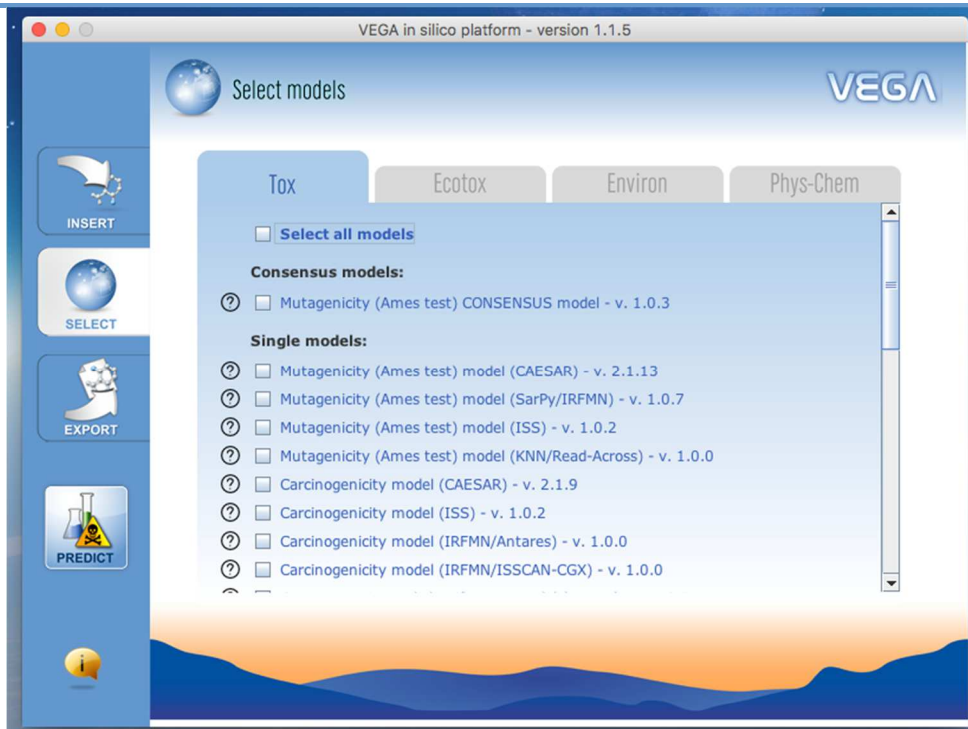 VEGA in silico platform - version 1.1.5
Select models
VEGA
Tox Ecotox Environ Phys-Chem
INSERT
SELECT
EXPORT
PREDICT
Select all models
Consensus models:
Mutagenicity (Ames test) CONSENSUS model - v. 1.0.3
Single models:
Mutagenicity (Ames test) model (CAESAR) - v. 2.1.13
Mutagenicity (Ames test) model (SarPy/IRFMN) - v. 1.0.7
Mutagenicity (Ames test) model (ISS) - v. 1.0.2
Mutagenicity (Ames test) model (KNN/Read-Across) - v. 1.0.0
Carcinogenicity model (CAESAR) - v. 2.1.9
Carcinogenicity model (ISS) - v. 1.0.2
Carcinogenicity model (IRFMN/Antares) - v. 1.0.0
Carcinogenicity model (IRFMN/ISSCAN-CGX) - v. 1.0.0